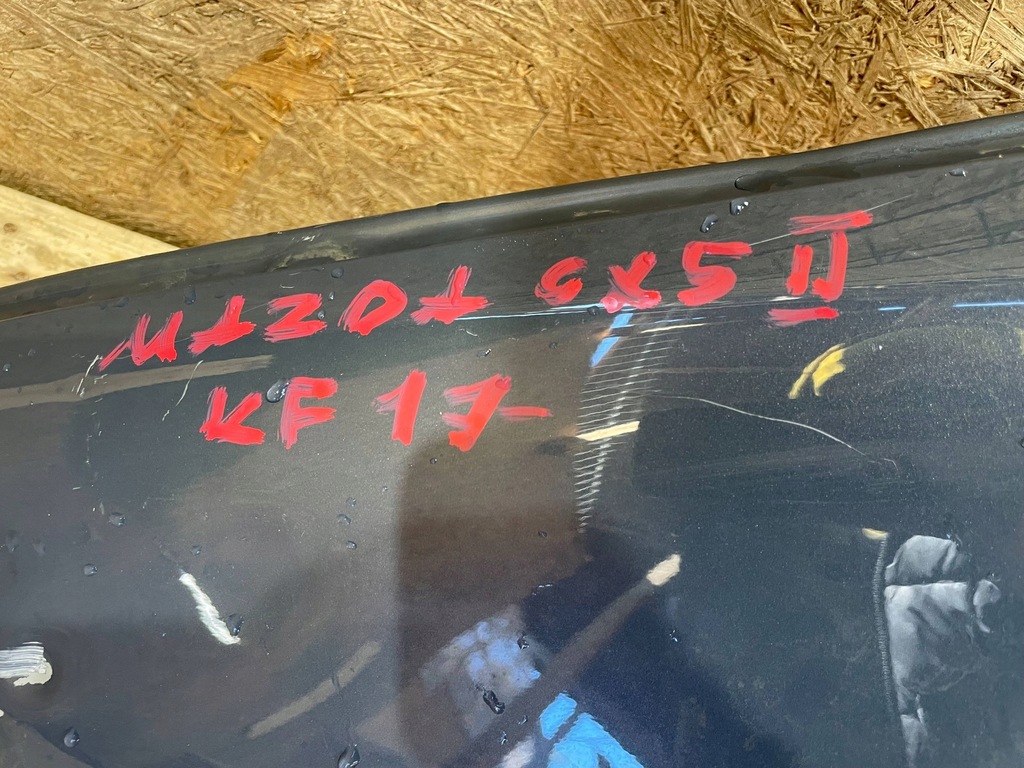 MAZDA CX5 II
KF 17-